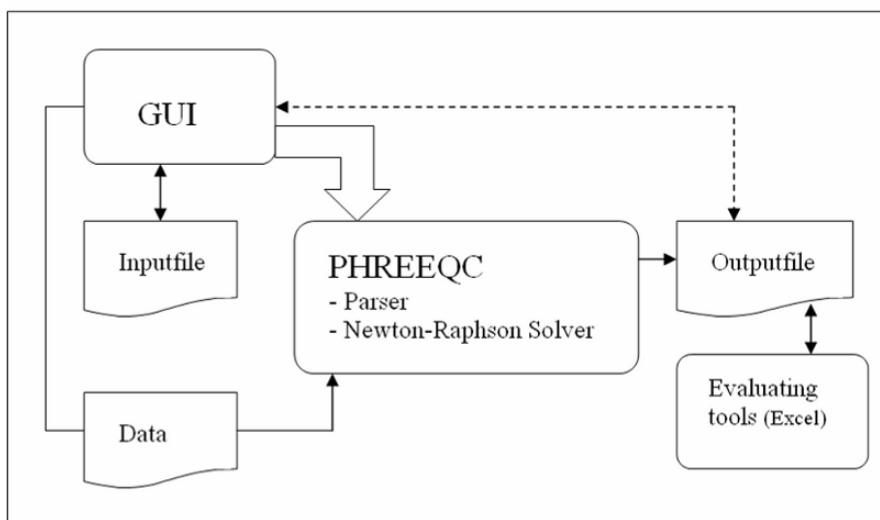 GUI
Inputfile
PHREEQC
- Parser
- Newton-Raphson Solver
Outputfile
Data
Evaluating
tools (Excel)